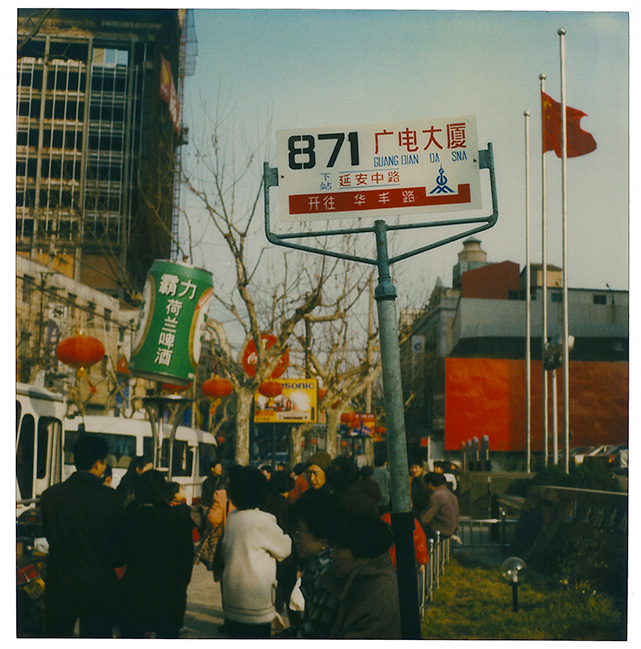 871 广电大厦
GUANG DIAN DA SNA
下站 延安中路
开往 华丰路
霸力
荷兰啤酒